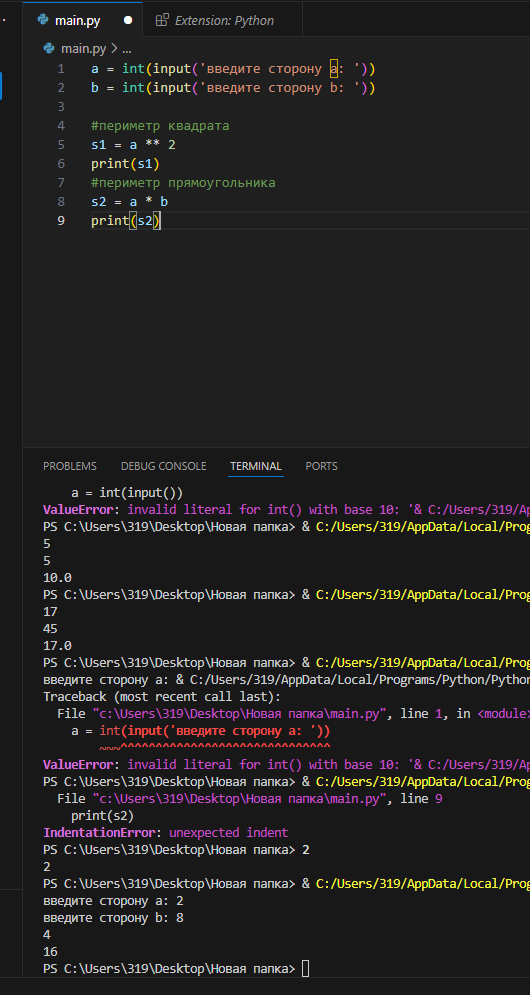 main.py
Extension: Python
main.py > ...
1 a = int(input('введите сторону a: '))
2 b = int(input('введите сторону b: '))
3
4 #периметр квадрата
5 s1 = a ** 2
6 print(s1)
7 #периметр прямоугольника
8 s2 = a * b
9 print(s2)
PROBLEMS DEBUG CONSOLE TERMINAL PORTS
a = int(input())
ValueError: invalid literal for int() with base 10: '& C:/Users/319/Ap
PS C:\Users\319\Desktop\Новая папка> & C:/Users/319/AppData/Local/Prog
5
5
10.0
PS C:\Users\319\Desktop\Новая папка> & C:/Users/319/AppData/Local/Prog
17
45
17.0
PS C:\Users\319\Desktop\Новая папка> & C:/Users/319/AppData/Local/Prog
введите сторону a: & C:/Users/319/AppData/Local/Programs/Python/Python
Traceback (most recent call last):
File "c:\Users\319\Desktop\Новая папка\main.py", line 1, in <module>
a = int(input('введите сторону a: '))
~~~^^^^^^^^^^^^^^^^^^^^^^^^^^^^^^
ValueError: invalid literal for int() with base 10: '& C:/Users/319/Ap
PS C:\Users\319\Desktop\Новая папка> & C:/Users/319/AppData/Local/Prog
File "c:\Users\319\Desktop\Новая папка\main.py", line 9
print(s2)
IndentationError: unexpected indent
PS C:\Users\319\Desktop\Новая папка> 2
2
PS C:\Users\319\Desktop\Новая папка> & C:/Users/319/AppData/Local/Prog
введите сторону a: 2
введите сторону b: 8
4
16
PS C:\Users\319\Desktop\Новая папка>